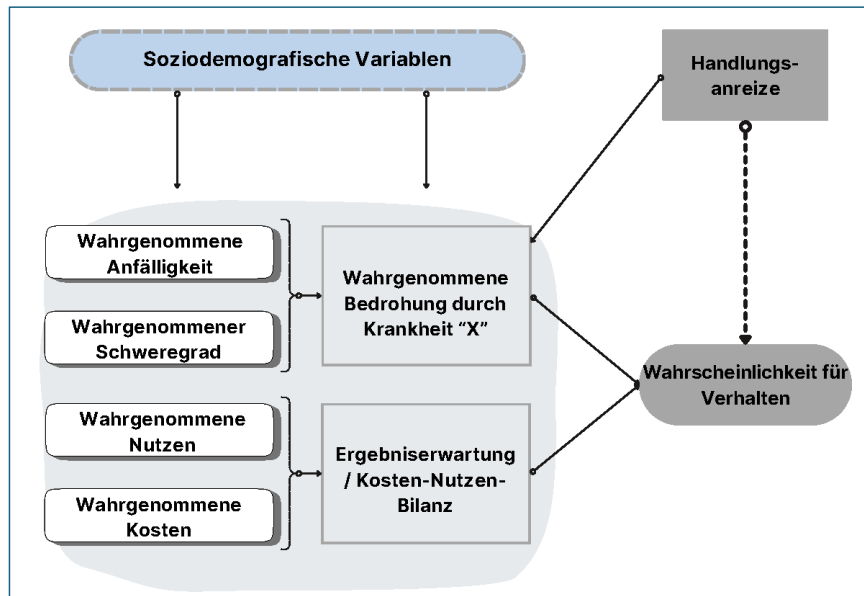 Soziodemografische Variablen
Handlungs-
anreize
Wahrgenommene
Anfälligkeit
Wahrgenommener
Schweregrad
Wahrgenommene
Bedrohung durch
Krankheit “X”
Wahrscheinlichkeit für
Verhalten
Wahrgenommene
Nutzen
Wahrgenommene
Kosten
Ergebniserwartung
/ Kosten-Nutzen-
Bilanz